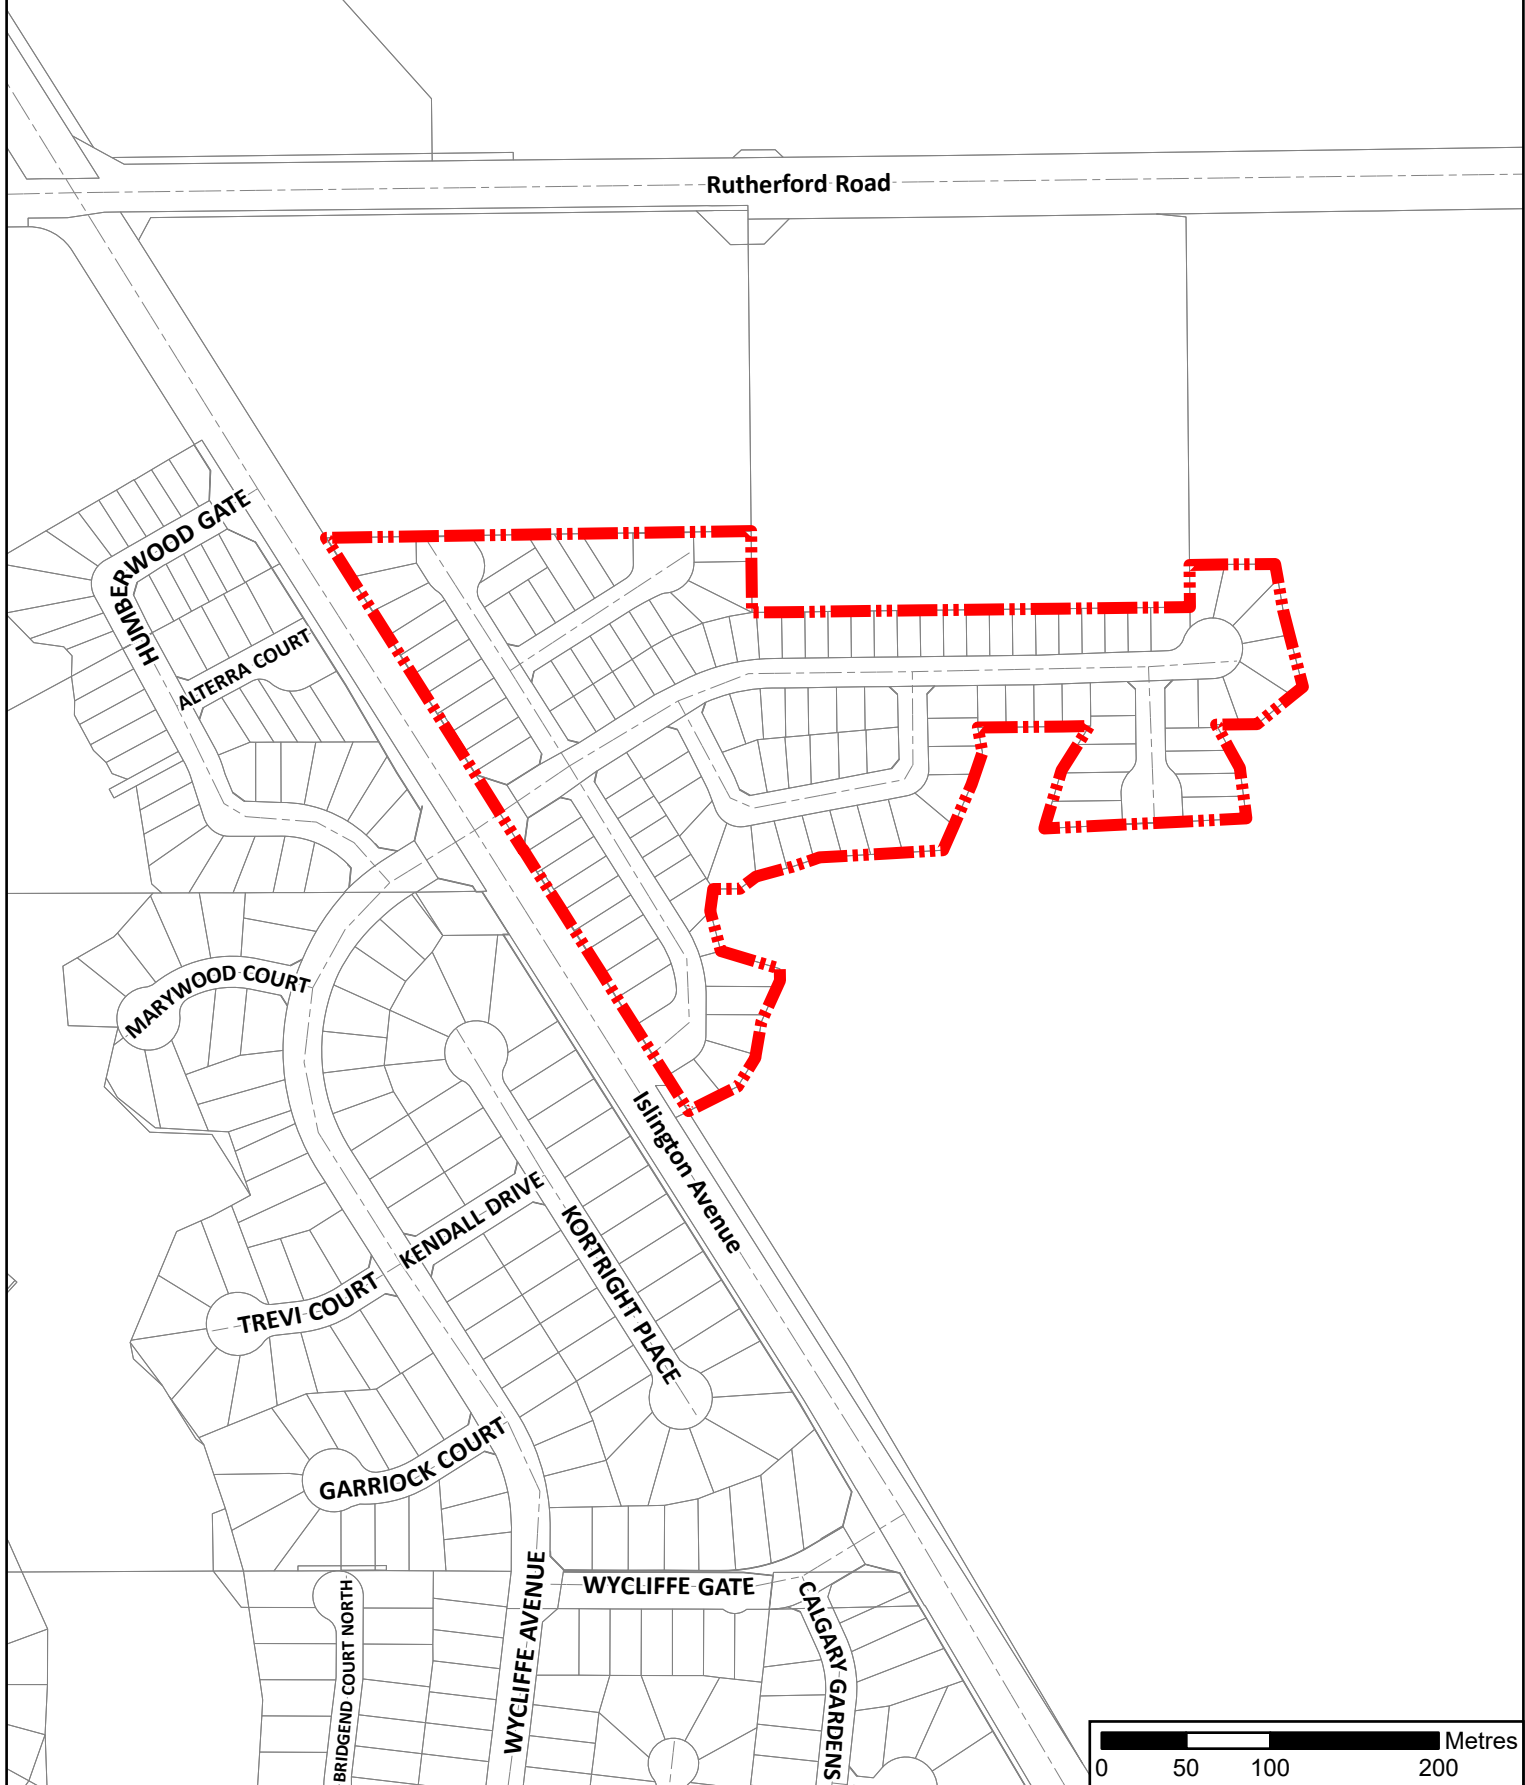 Rutherford Road
HUMBERWOOD GATE
ALTERRA COURT
MARYWOOD COURT
Islington Avenue
KENDALL DRIVE
KORTRIGHT PLACE
TREVI COURT
GARRIOCK COURT
WYCLIFFE AVENUE
WYCLIFFE GATE
BRIDGEND COURT NORTH
CALGARY GARDENS
Metres
0 50 100 200